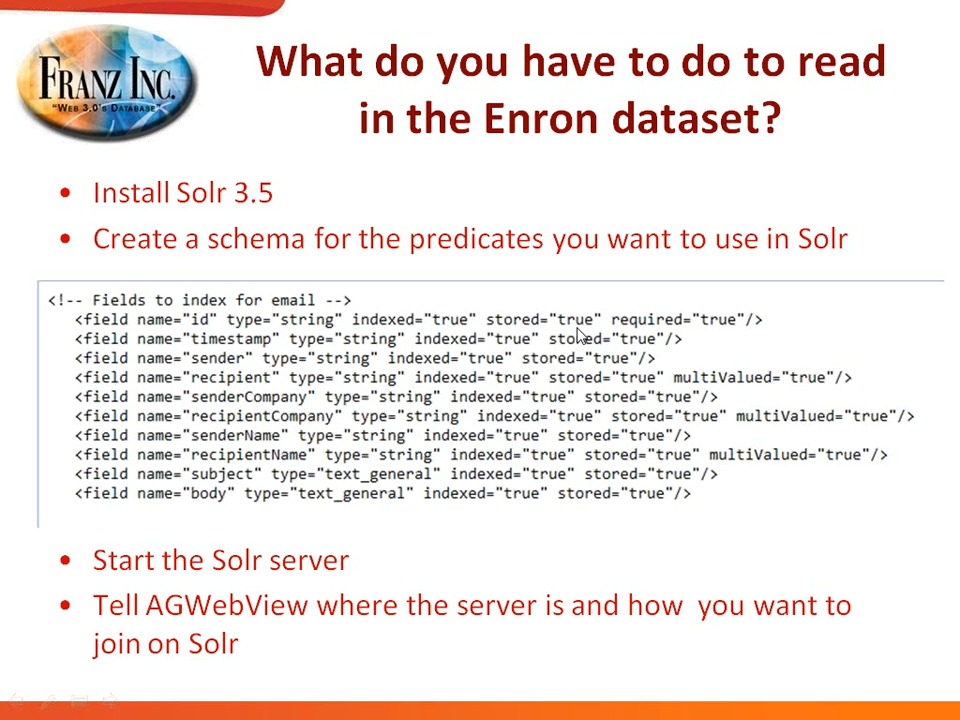 FRANZ INC.
"WEB 3.0'S DATABASE"
What do you have to do to read
in the Enron dataset?
• Install Solr 3.5
• Create a schema for the predicates you want to use in Solr
<!-- Fields to index for email -->
<field name="id" type="string" indexed="true" stored="true" required="true"/>
<field name="timestamp" type="string" indexed="true" stored="true"/>
<field name="sender" type="string" indexed="true" stored="true"/>
<field name="recipient" type="string" indexed="true" stored="true" multiValued="true"/>
<field name="senderCompany" type="string" indexed="true" stored="true"/>
<field name="recipientCompany" type="string" indexed="true" stored="true" multiValued="true"/>
<field name="senderName" type="string" indexed="true" stored="true"/>
<field name="recipientName" type="string" indexed="true" stored="true" multiValued="true"/>
<field name="subject" type="text_general" indexed="true" stored="true"/>
<field name="body" type="text_general" indexed="true" stored="true"/>
• Start the Solr server
• Tell AGWebView where the server is and how  you want to
join on Solr